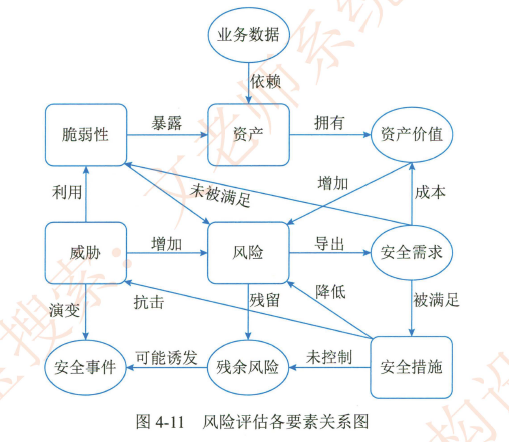 业务数据
依赖
脆弱性
暴露
资产
拥有
资产价值
利用
未被满足
增加
成本
威胁
增加
风险
导出
安全需求
演变
抗击
残留
降低
被满足
安全事件
可能诱发
残余风险
未控制
安全措施
图 4-11 风险评估各要素关系图